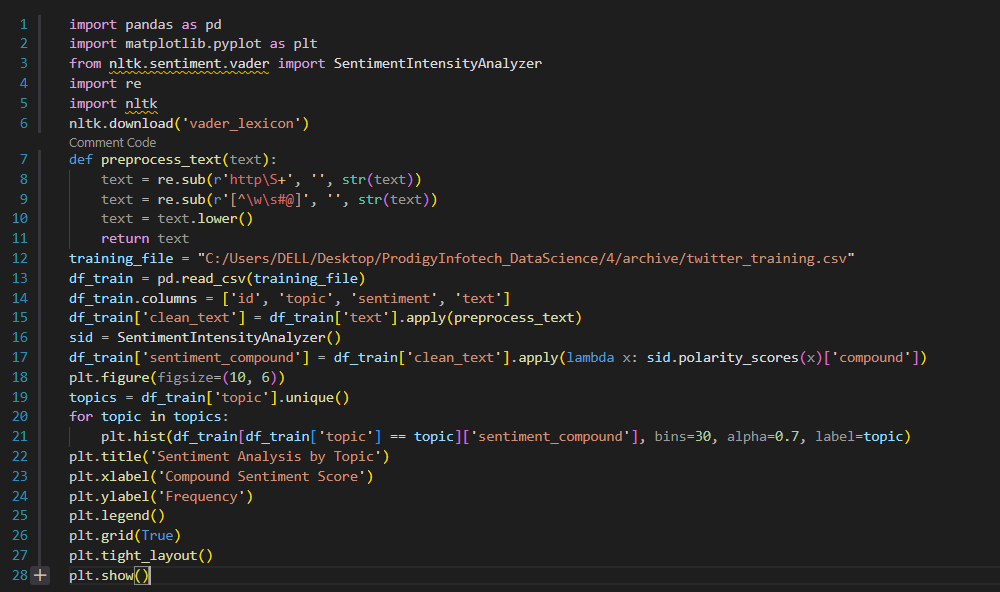 1 import pandas as pd
2 import matplotlib.pyplot as plt
3 from nltk.sentiment.vader import SentimentIntensityAnalyzer
4 import re
5 import nltk
6 nltk.download('vader_lexicon')
Comment Code
7 def preprocess_text(text):
8     text = re.sub(r'http\S+', '', str(text))
9     text = re.sub(r'[^\w\s#@]', '', str(text))
10     text = text.lower()
11     return text
12 training_file = "C:/Users/DELL/Desktop/ProdigyInfotech_DataScience/4/archive/twitter_training.csv"
13 df_train = pd.read_csv(training_file)
14 df_train.columns = ['id', 'topic', 'sentiment', 'text']
15 df_train['clean_text'] = df_train['text'].apply(preprocess_text)
16 sid = SentimentIntensityAnalyzer()
17 df_train['sentiment_compound'] = df_train['clean_text'].apply(lambda x: sid.polarity_scores(x)['compound'])
18 plt.figure(figsize=(10, 6))
19 topics = df_train['topic'].unique()
20 for topic in topics:
21     plt.hist(df_train[df_train['topic'] == topic]['sentiment_compound'], bins=30, alpha=0.7, label=topic)
22 plt.title('Sentiment Analysis by Topic')
23 plt.xlabel('Compound Sentiment Score')
24 plt.ylabel('Frequency')
25 plt.legend()
26 plt.grid(True)
27 plt.tight_layout()
28 plt.show()